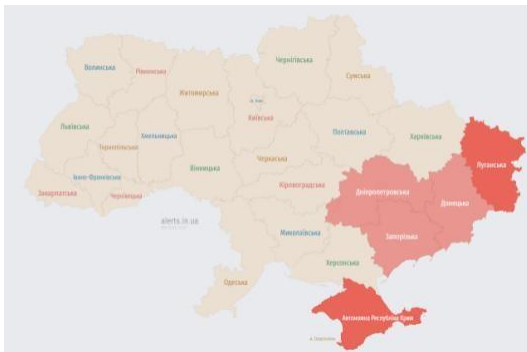 Чернігівська
Волинська
Рівненська
Сумська
Житомирська
м. Київ
Київська
Львівська
Полтавська
Харківська
Хмельницька
Тернопільська
Черкаська
Луганська
Вінницька
Івано-Франківська
Кіровоградська
Дніпропетровська
Закарпатська
Чернівецька
Донецька
alerts.in.ua
Миколаївська
Запорізька
Херсонська
Одеська
Автономна Республіка Крим